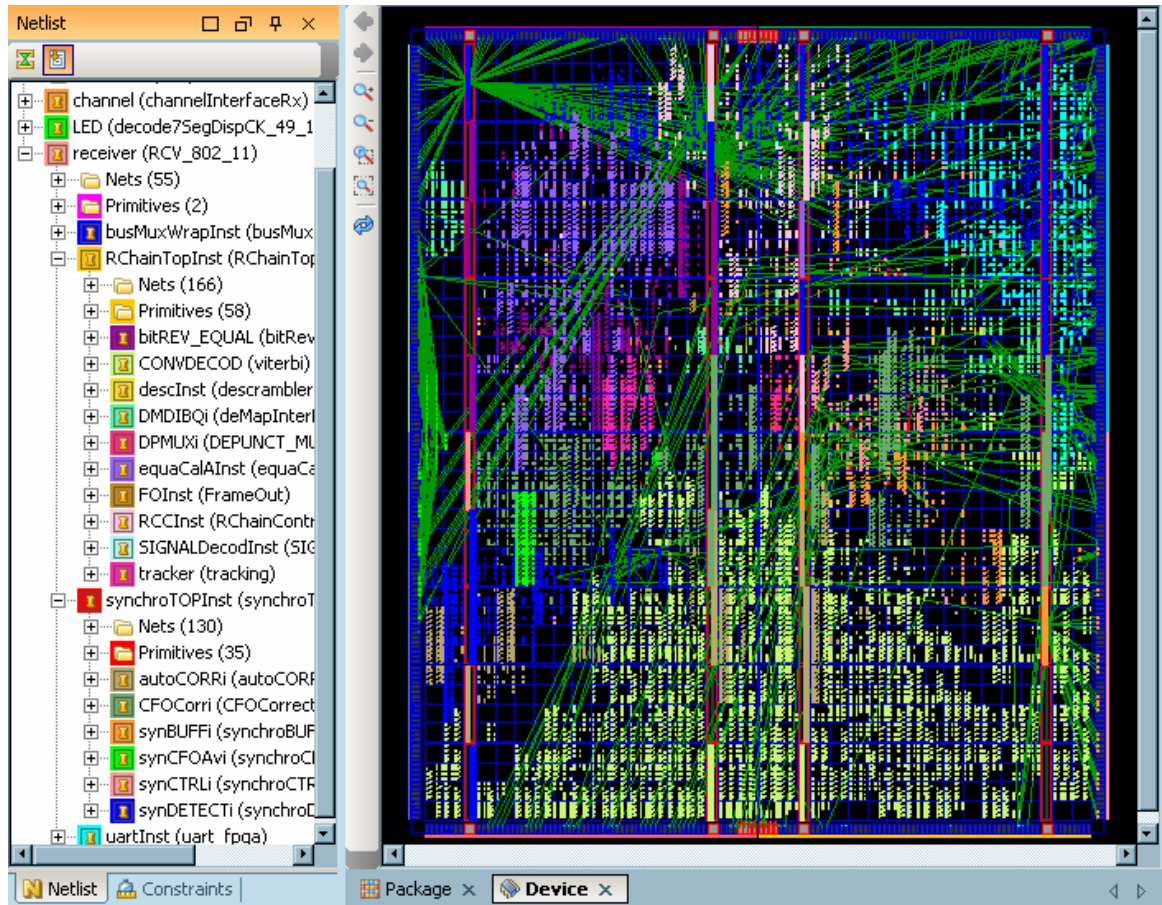 Netlist
channel (channelInterfaceRx)
LED (decode7SegDispCK_49_1
receiver (RCV_802_11)
Nets (55)
Primitives (2)
busMuxWrapInst (busMux
RChainTopInst (RChainTop
Nets (166)
Primitives (58)
bitREV_EQUAL (bitRev
CONVDECOD (viterbi)
descInst (descrambler
DMDIBQi (deMapInterl
DPMUXi (DEPUNCT_MU
equaCalAInst (equaCa
FOInst (FrameOut)
RCCInst (RChainContr
SIGNALDecodInst (SIG
tracker (tracking)
synchroTOPInst (synchroT
Nets (130)
Primitives (35)
autoCORRi (autoCORR
CFOCorri (CFOCorrect
synBUFFi (synchroBUF
synCFOAvi (synchroCF
synCTRLi (synchroCTR
synDETECTi (synchroD
uartInst (uart_fpga)
Netlist
Constraints
Package
Device